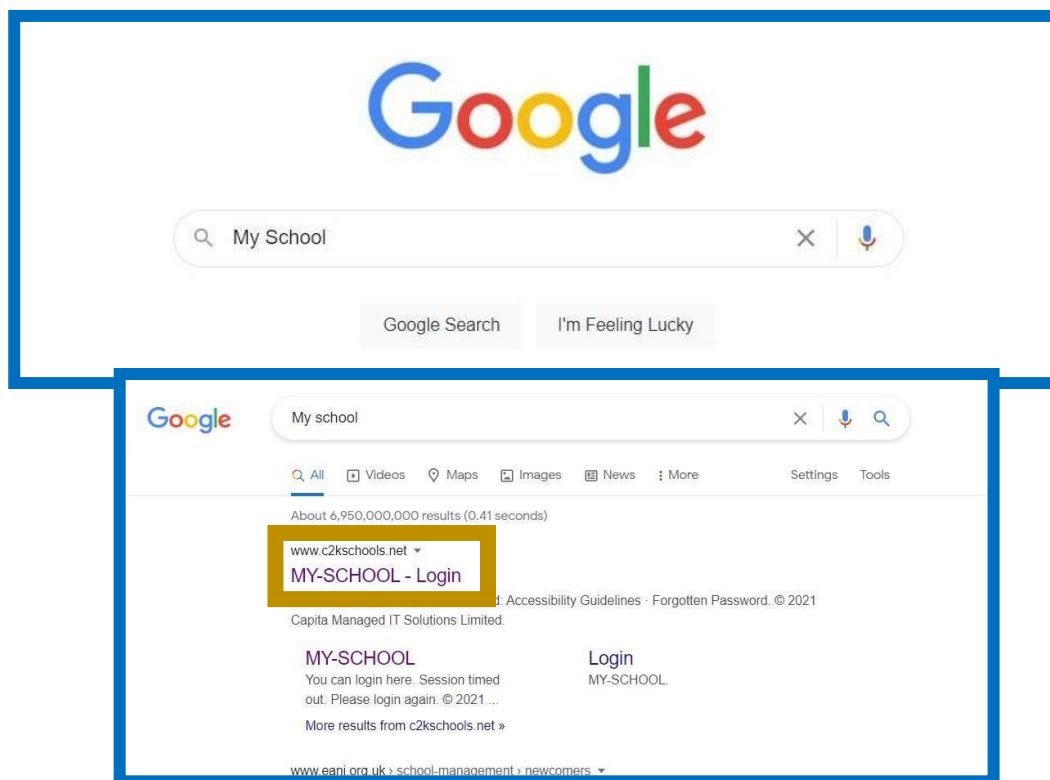 Google
My School
Google Search I'm Feeling Lucky
Google My school
All Videos Maps Images News More Settings Tools
About 6,950,000,000 results (0.41 seconds)
www.c2kschools.net
MY-SCHOOL - Login
Accessibility Guidelines · Forgotten Password. © 2021
Capita Managed IT Solutions Limited.
MY-SCHOOL Login
You can login here. Session timed MY-SCHOOL.
out. Please login again. © 2021 ...
More results from c2kschools.net »
www.eani.org.uk › school-management › newcomers